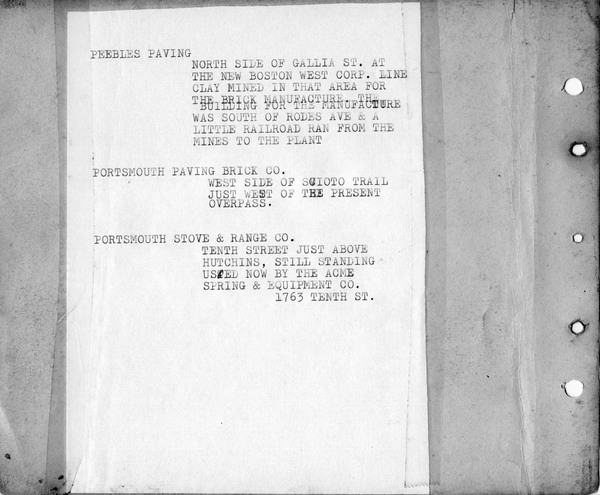 PEEBLES PAVING
NORTH SIDE OF GALLIA ST. AT
THE NEW BOSTON WEST CORP. LINE
CLAY MINED IN THAT AREA FOR
THE BRICK MANUFACTURE. THE
BUILDING FOR THE MANUFACTURE
WAS SOUTH OF RODES AVE & A
LITTLE RAILROAD RAN FROM THE
MINES TO THE PLANT
PORTSMOUTH PAVING BRICK CO.
WEST SIDE OF SCIOTO TRAIL
JUST WEST OF THE PRESENT
OVERPASS.
PORTSMOUTH STOVE & RANGE CO.
TENTH STREET JUST ABOVE
HUTCHINS, STILL STANDING
USED NOW BY THE ACME
SPRING & EQUIPMENT CO.
1763 TENTH ST.